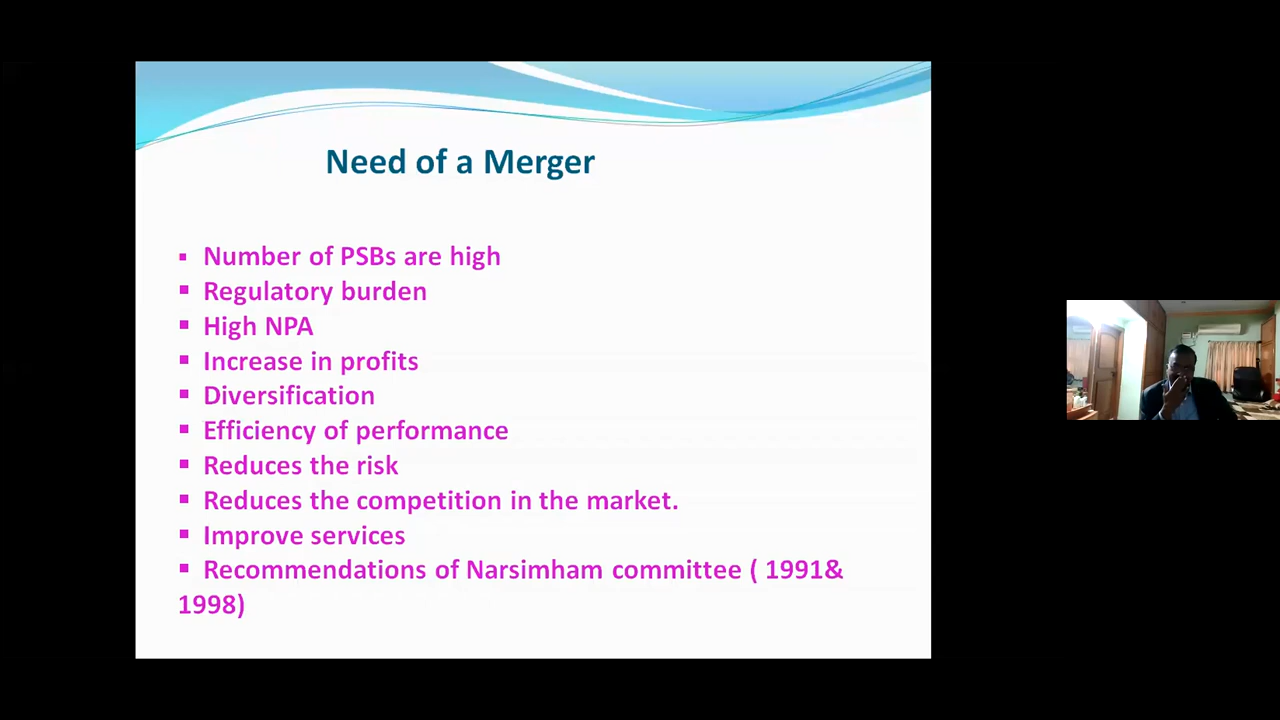 Need of a Merger
▪ Number of PSBs are high
▪ Regulatory burden
▪ High NPA
▪ Increase in profits
▪ Diversification
▪ Efficiency of performance
▪ Reduces the risk
▪ Reduces the competition in the market.
▪ Improve services
▪ Recommendations of Narsimham committee ( 1991&
1998)